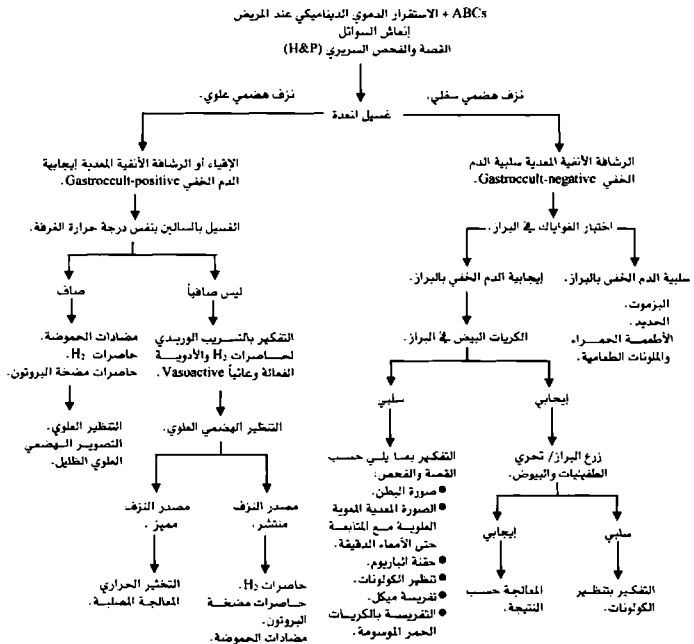 ABCs + الاستقرار الدموي الديناميكي عند المريض
إنعاش السوائل
القصة والفحص السريري (H&P)
نزف هضمي علوي.
نزف هضمي سفلي.
غسيل المعدة
الإقياء أو الرشافة الأنفية المعدية إيجابية
الدم الخفي Gastroccult-positive.
الرشافة الأنفية المعدية سلبية الدم
الخفي Gastroccult-negative.
الغسيل بالسالين بنفس درجة حرارة الغرفة.
اختبار الغواياك في البراز.
صاف
ليس صافياً
إيجابية الدم الخفي بالبراز.
سلبية الدم الخفي بالبراز.
البزموت.
الحديد.
الأطعمة الحمراء
والملونات الطعامية.
مضادات الحموضة.
حاصرات H₂.
حاصرات مضخة البروتون.
التفكير بالتسريب الوريدي
لحاصرات H₂ والأدوية
الفعالة وعائياً Vasoactive.
الكريات البيض في البراز.
سلبي
إيجابي
التنظير العلوي.
التصوير الهضمي
العلوي الظليل.
التنظير الهضمي العلوي.
التفكير بما يلي حسب
القصة والفحص:
● صورة البطن.
● الصورة المعدية المعوية
العلوية مع المتابعة
حتى الأمعاء الدقيقة.
● حقنة الباريوم.
● تنظير الكولونات.
● تفريسة ميكل.
● التفريسة بالكريات
الحمر الموسومة.
زرع البراز/ تحري
الطفيليات والبيوض.
مصدر النزف
مميز.
مصدر النزف
منتشر.
إيجابي
سلبي
التخثير الحراري
المعالجة المصلبة.
حاصرات H₂.
حاصرات مضخة
البروتون.
مضادات الحموضة.
المعالجة حسب
النتيجة.
التفكير بتنظير
الكولونات.